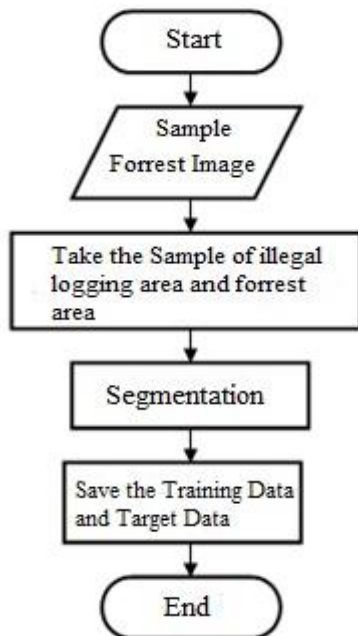 Start
Sample
Forrest Image
Take the Sample of illegal
logging area and forrest
area
Segmentation
Save the Training Data
and Target Data
End